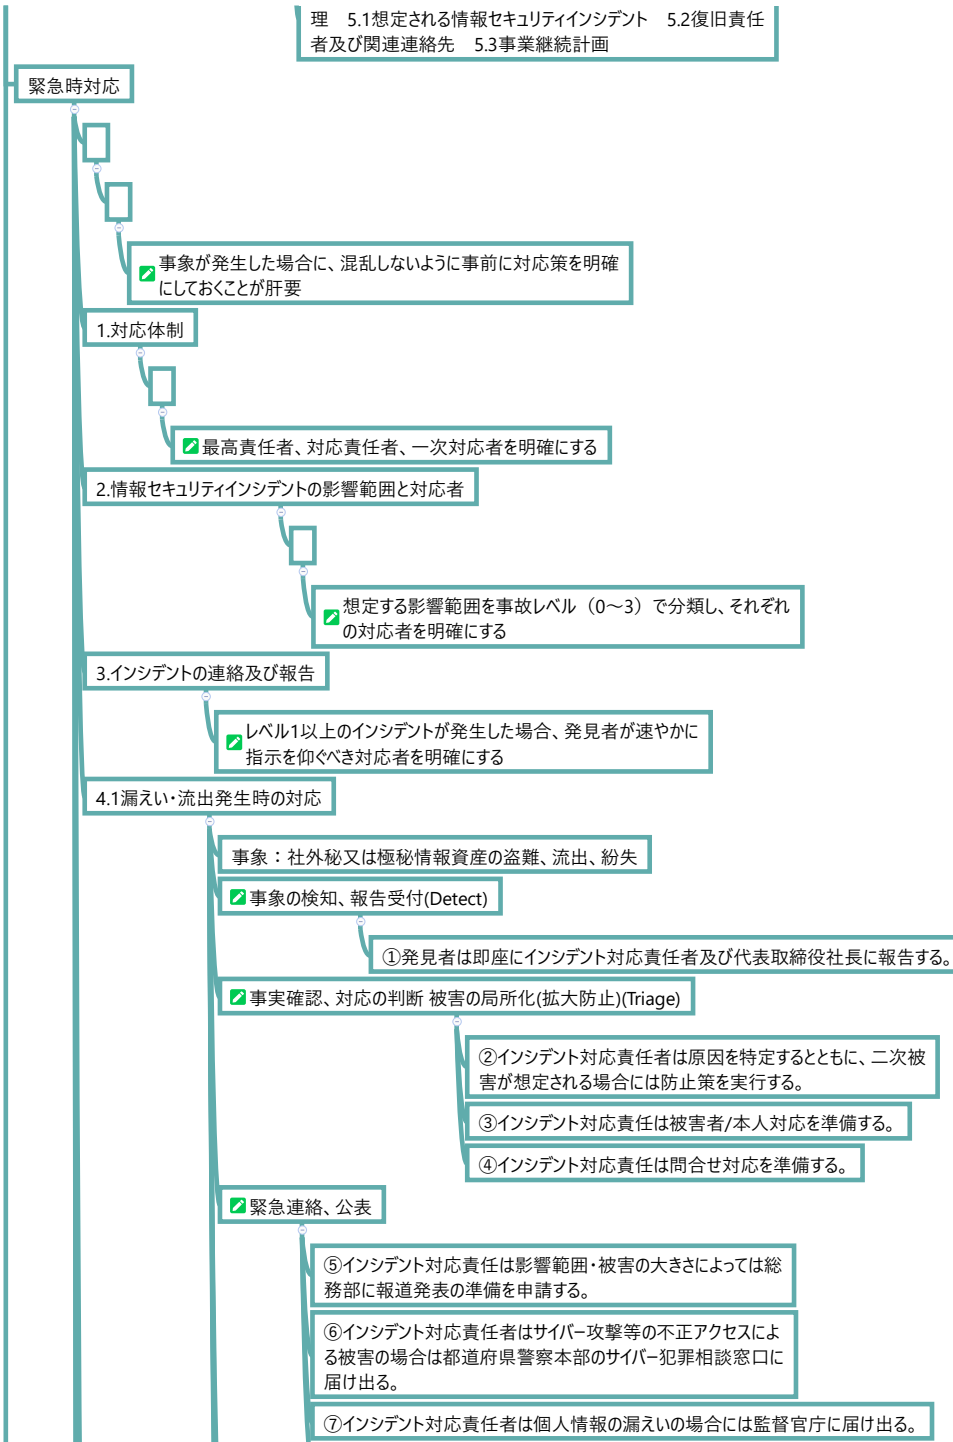 理　5.1想定される情報セキュリティインシデント　5.2復旧責任
者及び関連連絡先　5.3事業継続計画
緊急時対応
事象が発生した場合に、混乱しないように事前に対応策を明確
にしておくことが肝要
1.対応体制
最高責任者、対応責任者、一次対応者を明確にする
2.情報セキュリティインシデントの影響範囲と対応者
想定する影響範囲を事故レベル（0～3）で分類し、それぞれ
の対応者を明確にする
3.インシデントの連絡及び報告
レベル1以上のインシデントが発生した場合、発見者が速やかに
指示を仰ぐべき対応者を明確にする
4.1漏えい・流出発生時の対応
事象：社外秘又は極秘情報資産の盗難、流出、紛失
事象の検知、報告受付(Detect)
①発見者は即座にインシデント対応責任者及び代表取締役社長に報告する。
事実確認、対応の判断 被害の局所化(拡大防止)(Triage)
②インシデント対応責任者は原因を特定するとともに、二次被
害が想定される場合には防止策を実行する。
③インシデント対応責任は被害者/本人対応を準備する。
④インシデント対応責任は問合せ対応を準備する。
緊急連絡、公表
⑤インシデント対応責任は影響範囲・被害の大きさによっては総
務部に報道発表の準備を申請する。
⑥インシデント対応責任者はサイバー攻撃等の不正アクセスによ
る被害の場合は都道府県警察本部のサイバー犯罪相談窓口に
届け出る。
⑦インシデント対応責任者は個人情報の漏えいの場合には監督官庁に届け出る。